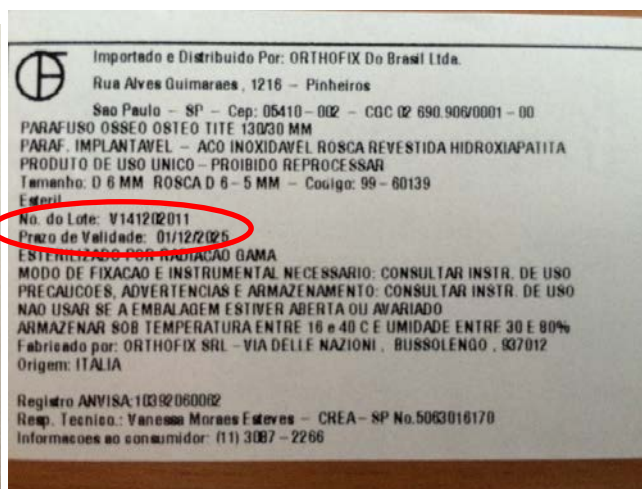 Importado e Distribuido Por: ORTHOFIX Do Brasil Ltda.
Rua Alves Guimaraes, 1216 - Pinheiros
Sao Paulo - SP - Cep: 05410-002 - CGC 02 690.906/0001-00
PARAFUSO OSSEO OSTEO TITE 130/30 MM
PARAF. IMPLANTAVEL - ACO INOXIDAVEL ROSCA REVESTIDA HIDROXIAPATITA
PRODUTO DE USO UNICO - PROIBIDO REPROCESSAR
Tamanho: D 6 MM ROSCA D 6-5 MM - Codigo: 99-60139
Esteril
No. do Lote: V141202011
Prazo de Validade: 01/12/2025
ESTERILIZADO POR RADIACAO GAMA
MODO DE FIXACAO E INSTRUMENTAL NECESSARIO: CONSULTAR INSTR. DE USO
PRECAUCOES, ADVERTENCIAS E ARMAZENAMENTO: CONSULTAR INSTR. DE USO
NAO USAR SE A EMBALAGEM ESTIVER ABERTA OU AVARIADO
ARMAZENAR SOB TEMPERATURA ENTRE 16 e 40 C E UMIDADE ENTRE 30 E 80%
Fabricado por: ORTHOFIX SRL - VIA DELLE NAZIONI, BUSSOLENGO, 937012
Origem: ITALIA
Registro ANVISA:10392060062
Resp. Tecnico.: Vanessa Moraes Esteves - CREA-SP No.5063016170
Informacoes ao consumidor: (11) 3087-2266